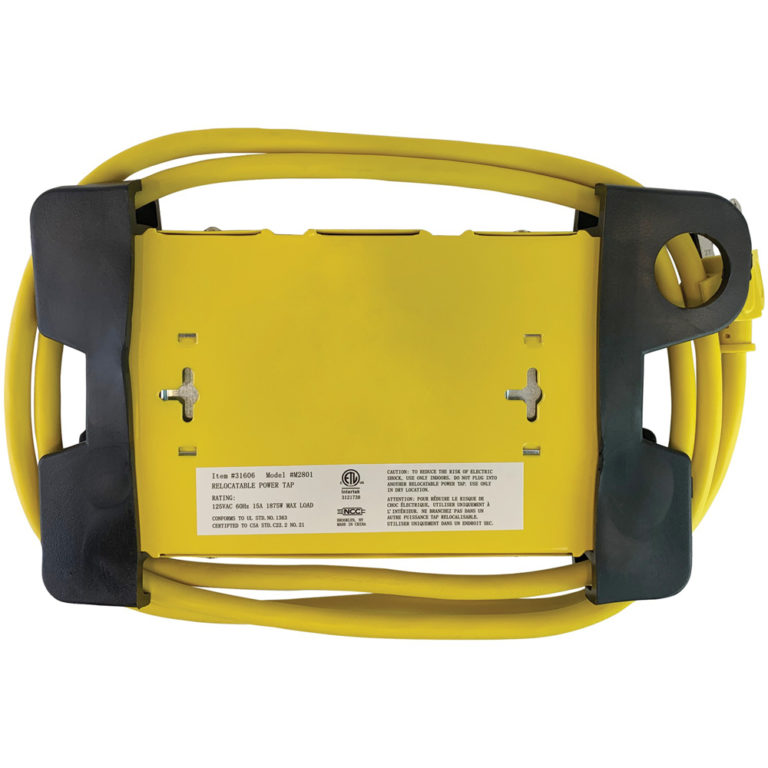 Item #31606 Model #M2801
RELOCATABLE POWER TAP
RATING:
125VAC 60Hz 15A 1875W MAX LOAD
CONFORMS TO UL STD.NO.1363
CERTIFIED TO CSA STD.C22.2 NO.21
ETL
Intertek
3121738
NCC
BROOKLYN, NY
MADE IN CHINA
CAUTION: TO REDUCE THE RISK OF ELECTRIC
SHOCK, USE ONLY INDOORS. DO NOT PLUG INTO
ANOTHER RELOCATABLE POWER TAP. USE ONLY
IN DRY LOCATION.
ATTENTION: POUR RÉDUIRE LE RISQUE DE
CHOC ÉLECTRIQUE, UTILISER UNIQUEMENT À
L'INTÉRIEUR. NE BRANCHEZ PAS DANS UN
AUTRE PUISSANCE TAP RELOCALISABLE.
UTILISER UNIQUEMENT DANS UN ENDROIT SEC.